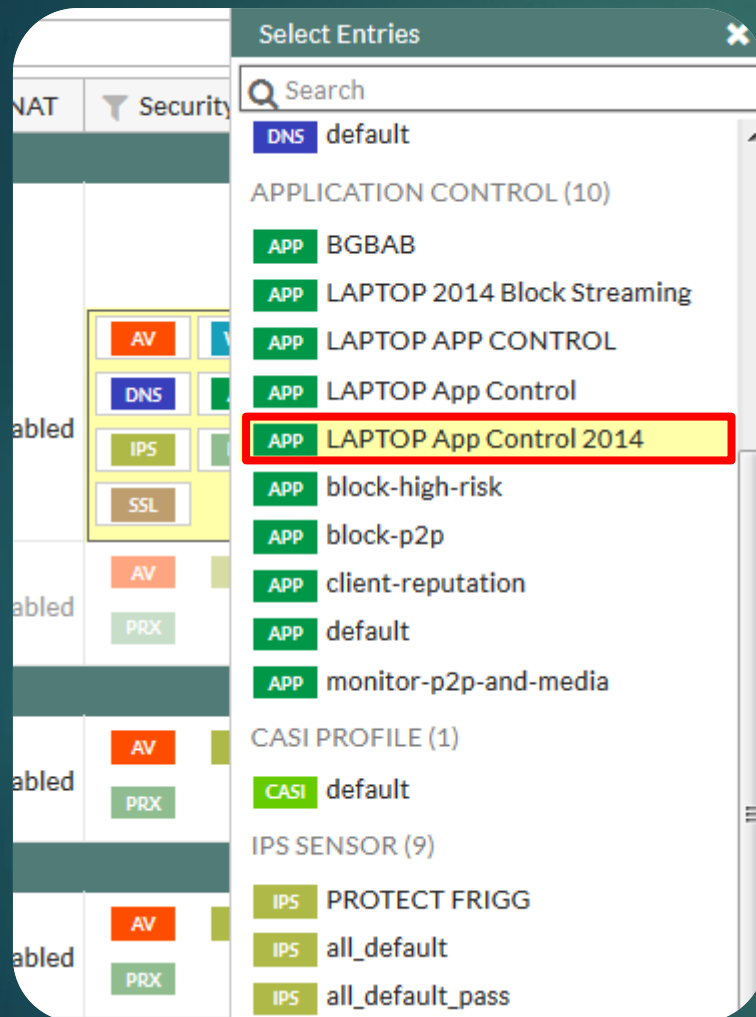 Select Entries
Search
NAT Security
DNS default
APPLICATION CONTROL (10)
APP BGBAB
APP LAPTOP 2014 Block Streaming
AV
APP LAPTOP APP CONTROL
DNS
APP LAPTOP App Control
abled
IPS
APP LAPTOP App Control 2014
SSL
APP block-high-risk
APP block-p2p
AV
APP client-reputation
abled
PRX
APP default
APP monitor-p2p-and-media
AV
CASI PROFILE (1)
abled
PRX
CASI default
IPS SENSOR (9)
AV
IPS PROTECT FRIGG
abled
IPS all_default
PRX
IPS all_default_pass